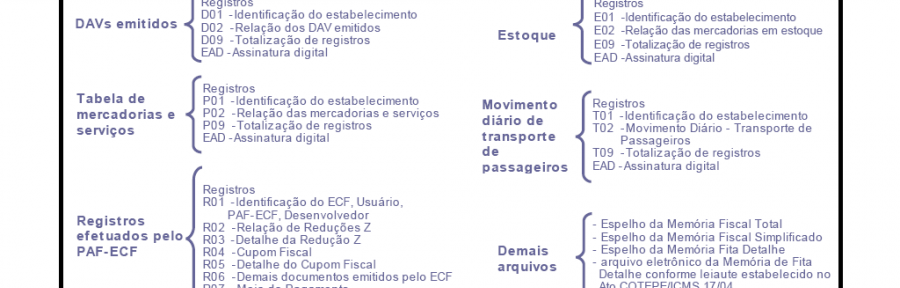 Registros
DAVs emitidos
D01 -Identificação do estabelecimento
D02 -Relação dos DAV emitidos
D09 -Totalização de registros
EAD -Assinatura digital
Tabela de
mercadorias e
serviços
Registros
P01 -Identificação do estabelecimento
P02 -Relação das mercadorias e serviços
P09 -Totalização de registros
EAD -Assinatura digital
Registros
efetuados pelo
PAF-ECF
Registros
R01 -Identificação do ECF, Usuário,
PAF-ECF, Desenvolvedor
R02 -Relação de Reduções Z
R03 -Detalhe da Redução Z
R04 -Cupom Fiscal
R05 -Detalhe do Cupom Fiscal
R06 -Demais documentos emitidos pelo ECF
R07 -Meio de Pagamento
Estoque
Registros
E01 -Identificação do estabelecimento
E02 -Relação das mercadorias em estoque
E09 -Totalização de registros
EAD -Assinatura digital
Movimento
diário de
transporte
de
passageiros
Registros
T01 -Identificação do estabelecimento
T02 -Movimento Diário - Transporte de
Passageiros
T09 -Totalização de registros
EAD -Assinatura digital
Demais
arquivos
- Espelho da Memória Fiscal Total
- Espelho da Memória Fiscal Simplificado
- Espelho da Memória Fita Detalhe
- arquivo eletrônico da Memória de Fita
Detalhe conforme leiaute estabelecido no
Ato COTEPE/ICMS 17/04